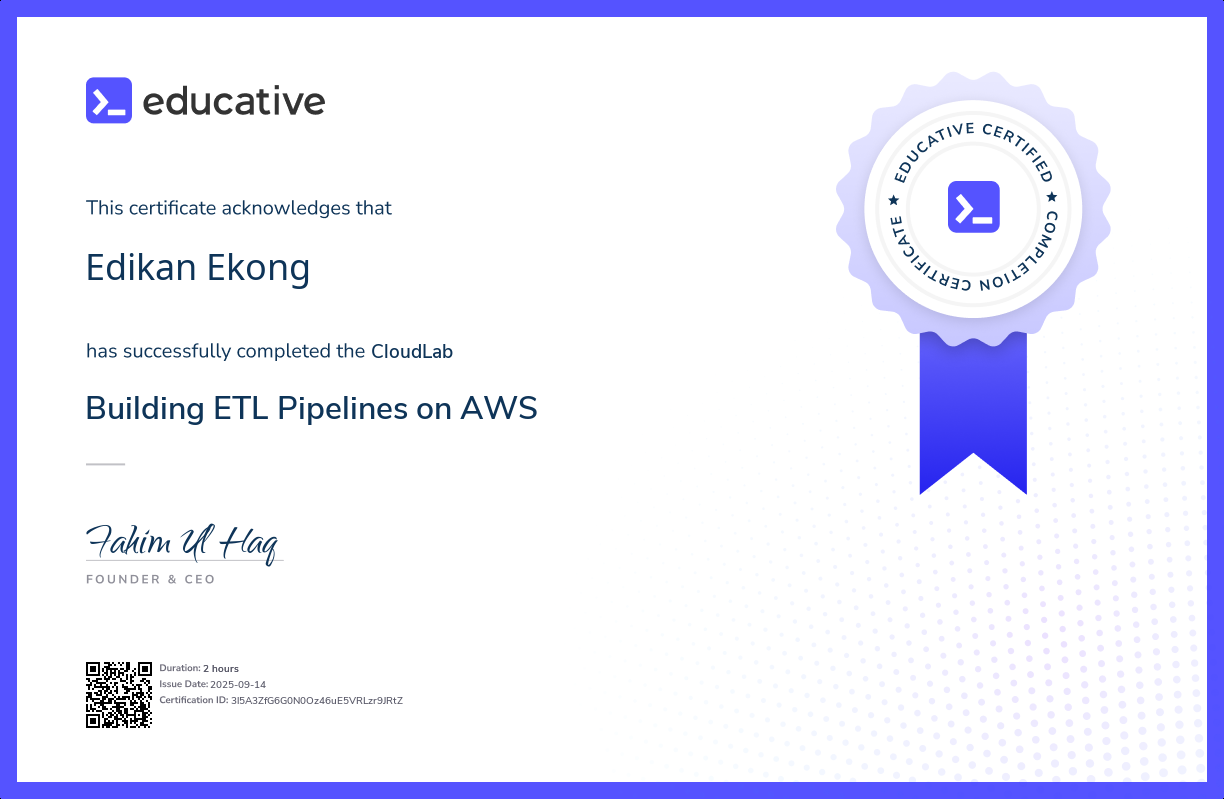 educative
This certificate acknowledges that
Edikan Ekong
has successfully completed the CloudLab
Building ETL Pipelines on AWS
Fahim Ul Haq
FOUNDER & CEO
Duration: 2 hours
Issue Date: 2025-09-14
Certification ID: 3I5A3ZfG6G0N0Oz46uE5VRLzr9JRtZ
EDUCATIVE CERTIFIED
COMPLETION CERTIFICATE